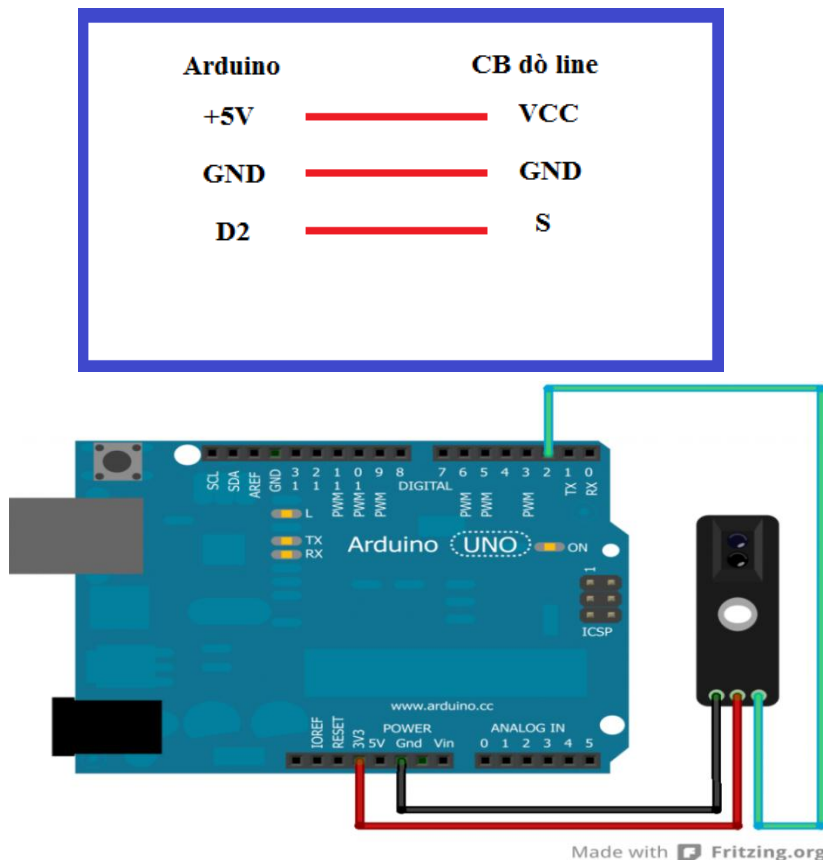 Arduino CB dò line
+5V VCC
GND GND
D2 S
SCL SDA AREF GND 13 12 11 10 9 8 7 6 5 4 3 2 1 0
PWM PWM PWM DIGITAL PWM PWM PWM TX RX
L
TX
RX
Arduino UNO ON
1
ICSP
www.arduino.cc
POWER ANALOG IN
IOREF RESET 3V3 5V Gnd Vin 0 1 2 3 4 5
Made with Fritzing.org